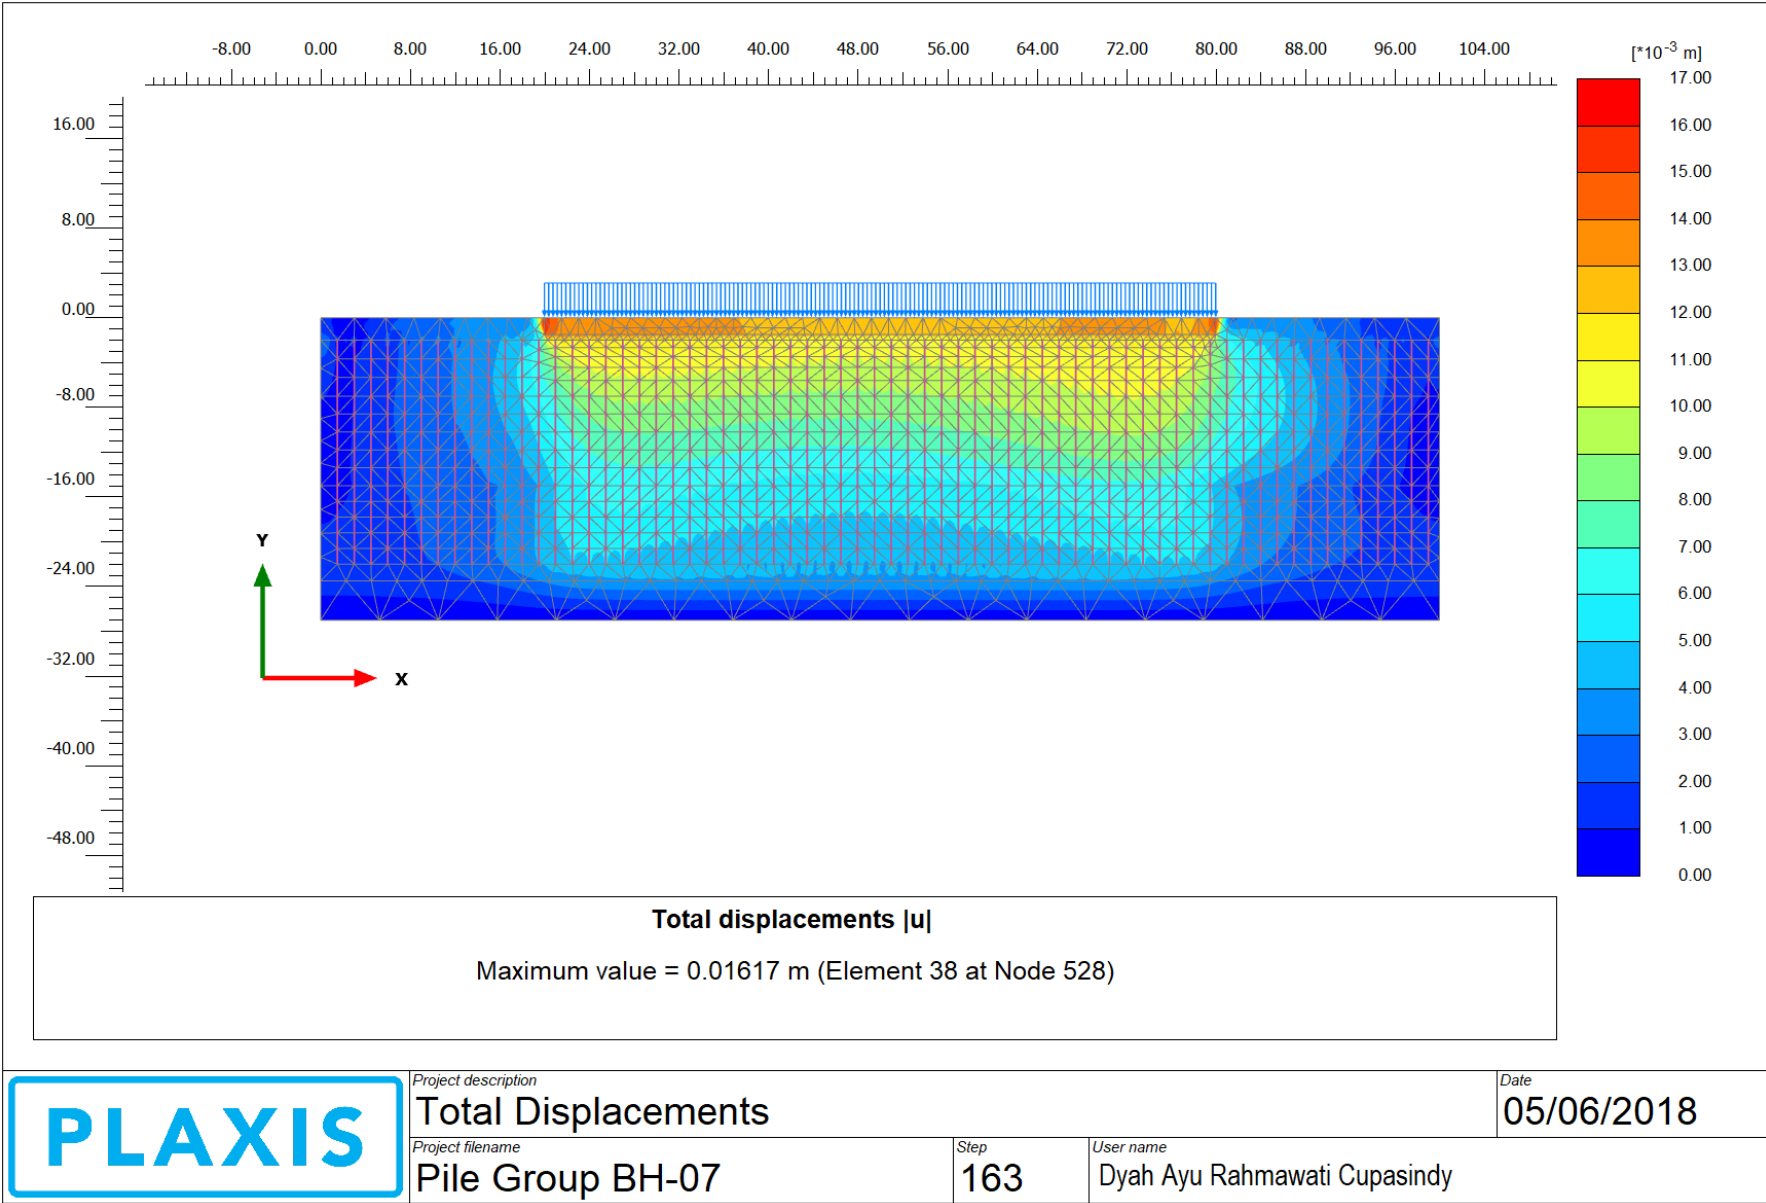 -8.00 0.00 8.00 16.00 24.00 32.00 40.00 48.00 56.00 64.00 72.00 80.00 88.00 96.00 104.00
[*10-3 m]
17.00
16.00
15.00
14.00
13.00
12.00
11.00
10.00
9.00
8.00
7.00
6.00
5.00
4.00
3.00
2.00
1.00
0.00
16.00
8.00
0.00
-8.00
-16.00
-24.00
-32.00
-40.00
-48.00
Y
X
Total displacements |u|
Maximum value = 0.01617 m (Element 38 at Node 528)
PLAXIS
Project description
Total Displacements
Date
05/06/2018
Project filename
Pile Group BH-07
Step
163
User name
Dyah Ayu Rahmawati Cupasindy